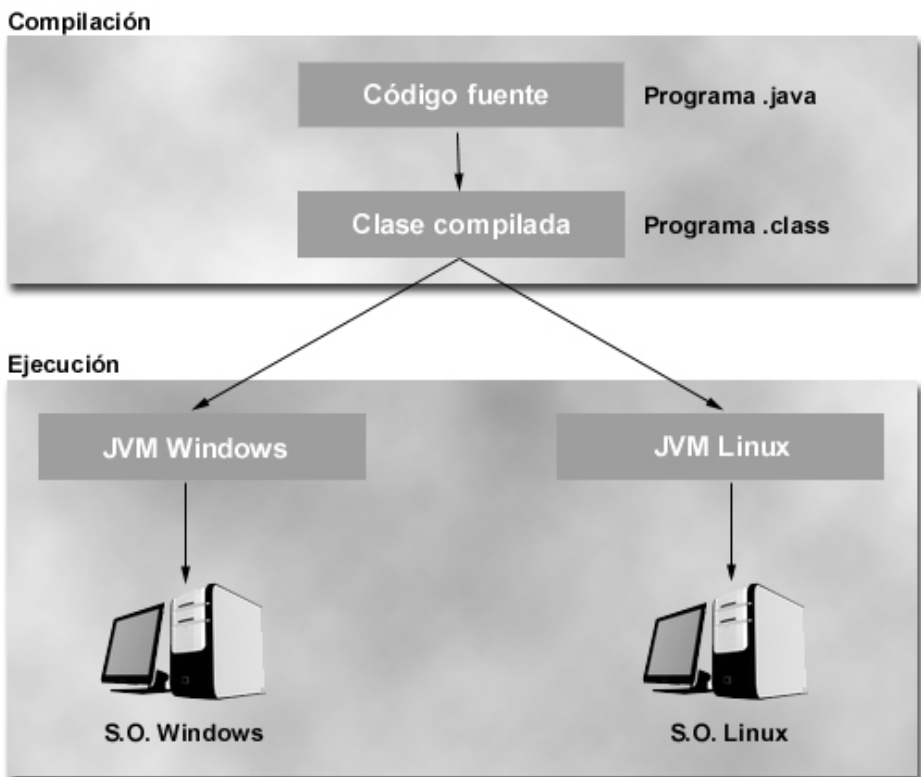 Compilación
Código fuente
Programa .java
Clase compilada
Programa .class
Ejecución
JVM Windows
JVM Linux
S.O. Windows
S.O. Linux